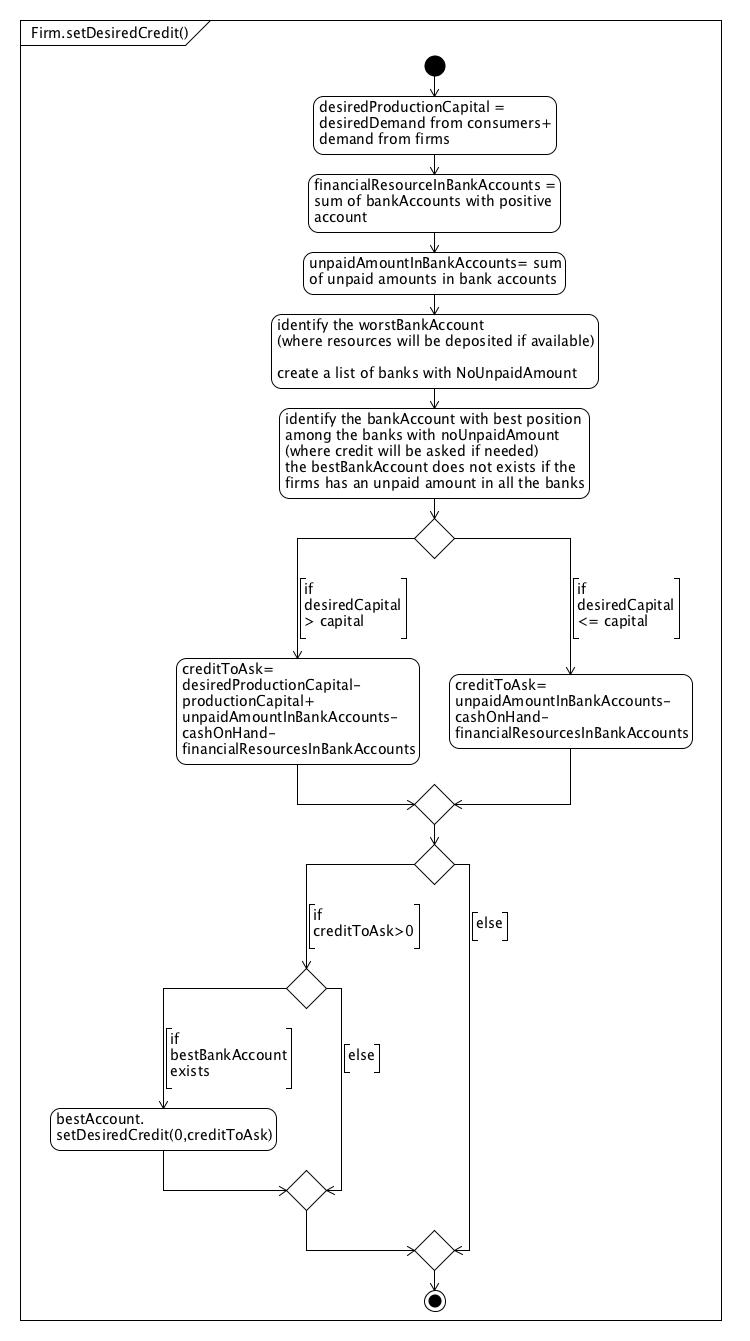 Firm.setDesiredCredit()
desiredProductionCapital =
desiredDemand from consumers+
demand from firms
financialResourceInBankAccounts =
sum of bankAccounts with positive
account
unpaidAmountInBankAccounts= sum
of unpaid amounts in bank accounts
identify the worstBankAccount
(where resources will be deposited if available)
create a list of banks with NoUnpaidAmount
identify the bankAccount with best position
among the banks with noUnpaidAmount
(where credit will be asked if needed)
the bestBankAccount does not exists if the
firms has an unpaid amount in all the banks
if
desiredCapital
> capital
if
desiredCapital
<= capital
creditToAsk=
desiredProductionCapital-
productionCapital+
unpaidAmountInBankAccounts-
cashOnHand-
financialResourcesInBankAccounts
creditToAsk=
unpaidAmountInBankAccounts-
cashOnHand-
financialResourcesInBankAccounts
if
creditToAsk>0
else
if
bestBankAccount
exists
else
bestAccount.
setDesiredCredit(0,creditToAsk)